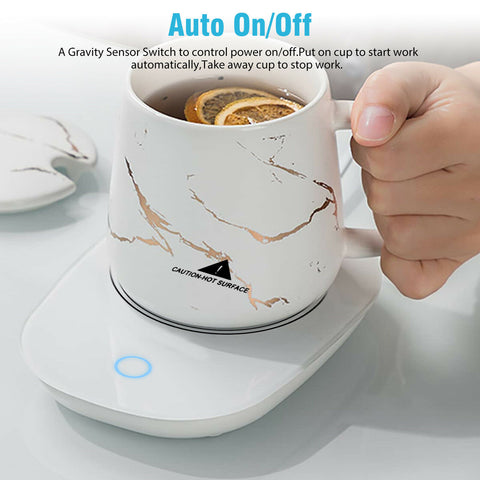 Auto On/Off
A Gravity Sensor Switch to control power on/off.Put on cup to start work
automatically,Take away cup to stop work.
!
CAUTION-HOT SURFACE